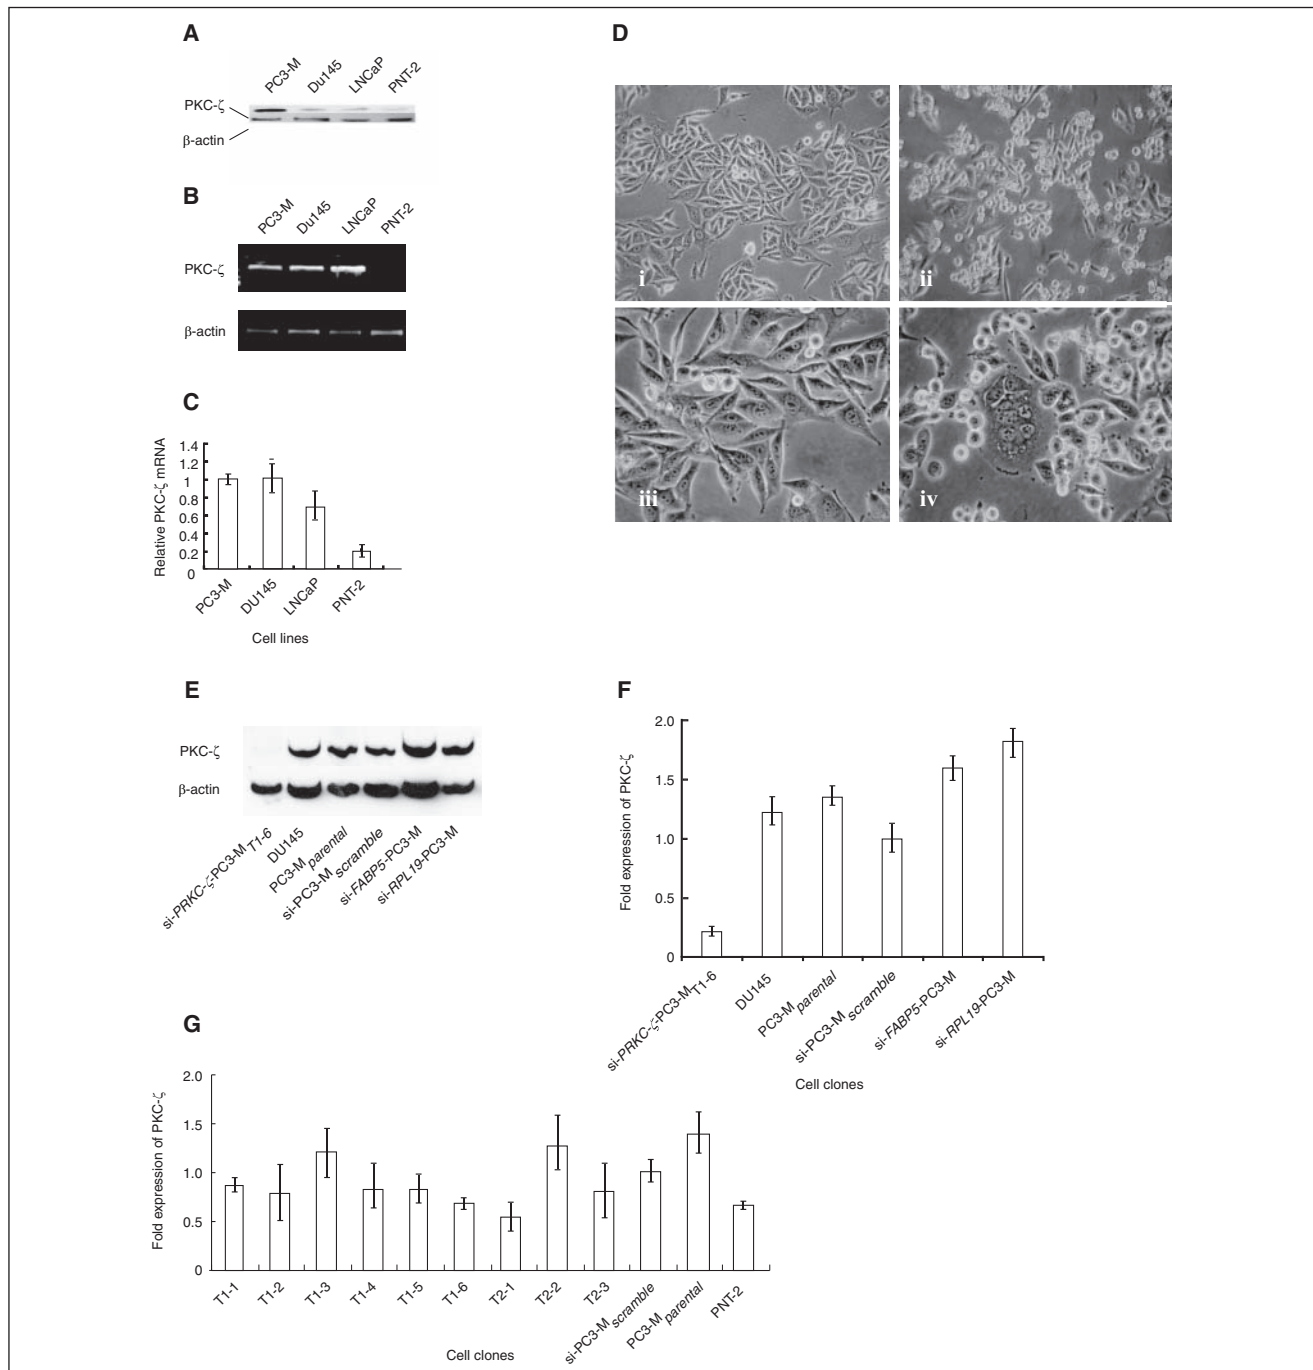 A
PC3-M
Du145
LNCaP
PNT-2
PKC-ζ
β-actin
B
PC3-M
Du145
LNCaP
PNT-2
PKC-ζ
β-actin
C
Relative PKC-ζ mRNA
1.4
1.2
1
0.8
0.6
0.4
0.2
0
PC3-M
DU145
LNCaP
PNT-2
Cell lines
D
i
ii
iii
iv
E
PKC-ζ
β-actin
si-PRKC-ζ-PC3-M T1-6
DU145
PC3-M parental
si-PC3-M scramble
si-FABP5-PC3-M
si-RPL19-PC3-M
F
Fold expression of PKC-ζ
2.0
1.5
1.0
0.5
0
si-PRKC-ζ-PC3-M T1-6
DU145
PC3-M parental
si-PC3-M scramble
si-FABP5-PC3-M
si-RPL19-PC3-M
Cell clones
G
Fold expression of PKC-ζ
2.0
1.5
1.0
0.5
0
T1-1
T1-2
T1-3
T1-4
T1-5
T1-6
T2-1
T2-2
T2-3
si-PC3-M scramble
PC3-M parental
PNT-2
Cell clones